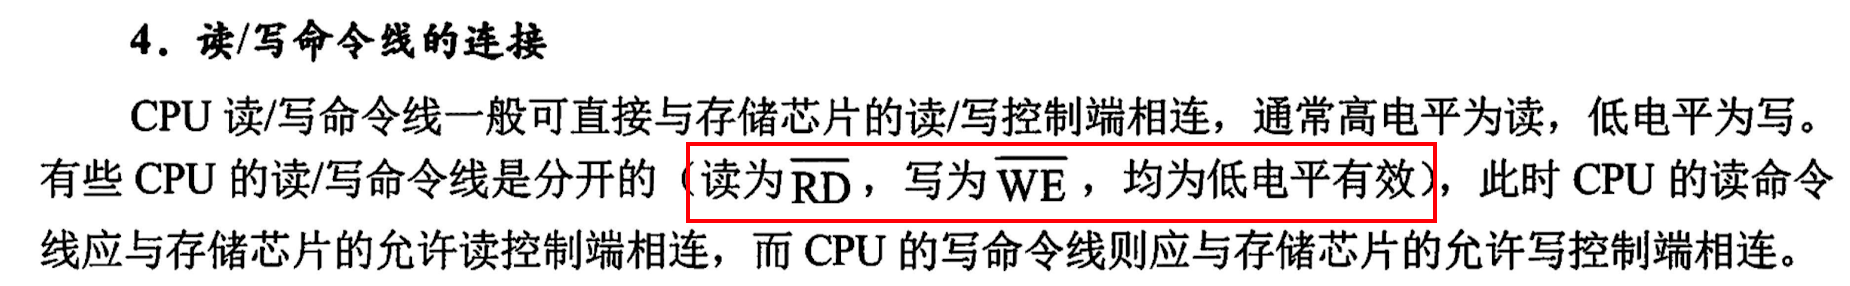 4．读/写命令线的连接
CPU 读/写命令线一般可直接与存储芯片的读/写控制端相连，通常高电平为读，低电平为写。
有些 CPU 的读/写命令线是分开的（读为 R̅D̅，写为 W̅E̅，均为低电平有效），此时 CPU 的读命令
线应与存储芯片的允许读控制端相连，而 CPU 的写命令线则应与存储芯片的允许写控制端相连。